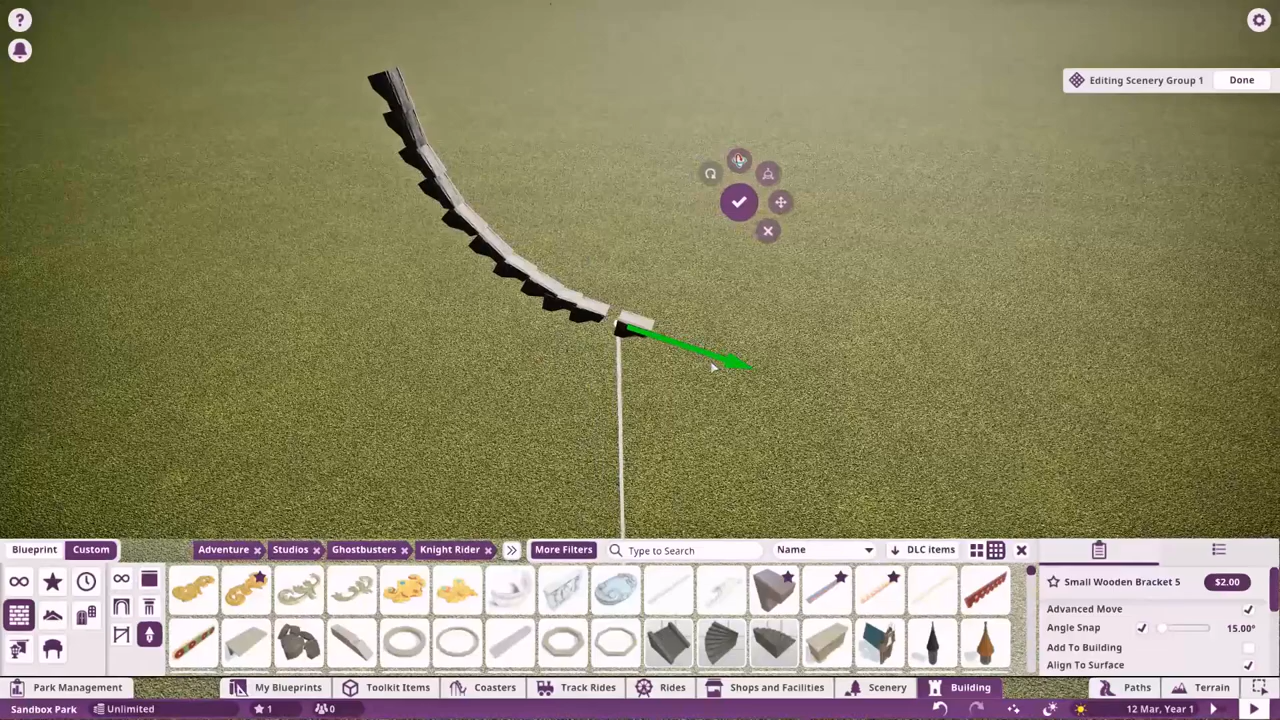 ?
Editing Scenery Group 1 Done
Blueprint Custom Adventure × Studios × Ghostbusters × Knight Rider × » More Filters Type to Search Name DLC items
Small Wooden Bracket 5 $2.00
Advanced Move
Angle Snap 15.00°
Add To Building
Align To Surface
Park Management My Blueprints Toolkit Items Coasters Track Rides Rides Shops and Facilities Scenery Building Paths Terrain
Sandbox Park Unlimited 1 0 12 Mar, Year 1